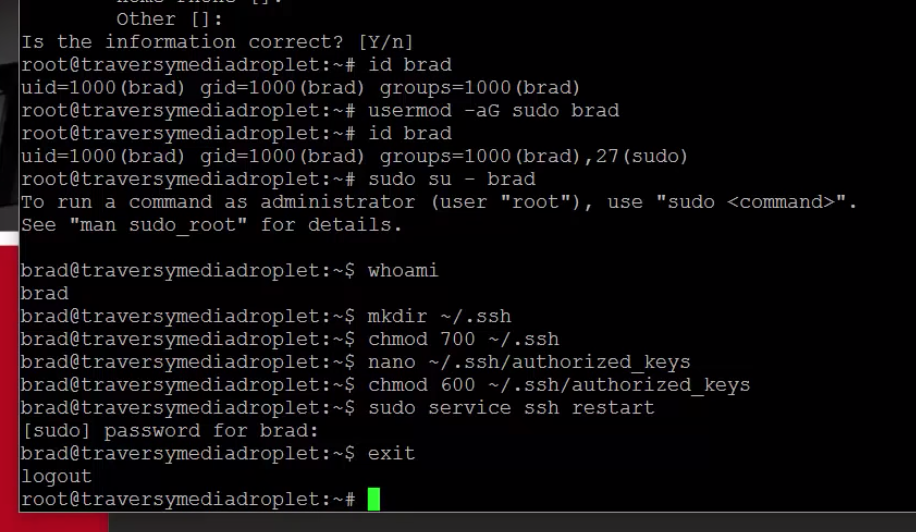 Other []:
Is the information correct? [Y/n]
root@traversymediadroplet:~# id brad
uid=1000(brad) gid=1000(brad) groups=1000(brad)
root@traversymediadroplet:~# usermod -aG sudo brad
root@traversymediadroplet:~# id brad
uid=1000(brad) gid=1000(brad) groups=1000(brad),27(sudo)
root@traversymediadroplet:~# sudo su - brad
To run a command as administrator (user "root"), use "sudo <command>".
See "man sudo_root" for details.
brad@traversymediadroplet:~$ whoami
brad
brad@traversymediadroplet:~$ mkdir ~/.ssh
brad@traversymediadroplet:~$ chmod 700 ~/.ssh
brad@traversymediadroplet:~$ nano ~/.ssh/authorized_keys
brad@traversymediadroplet:~$ chmod 600 ~/.ssh/authorized_keys
brad@traversymediadroplet:~$ sudo service ssh restart
[sudo] password for brad:
brad@traversymediadroplet:~$ exit
logout
root@traversymediadroplet:~#